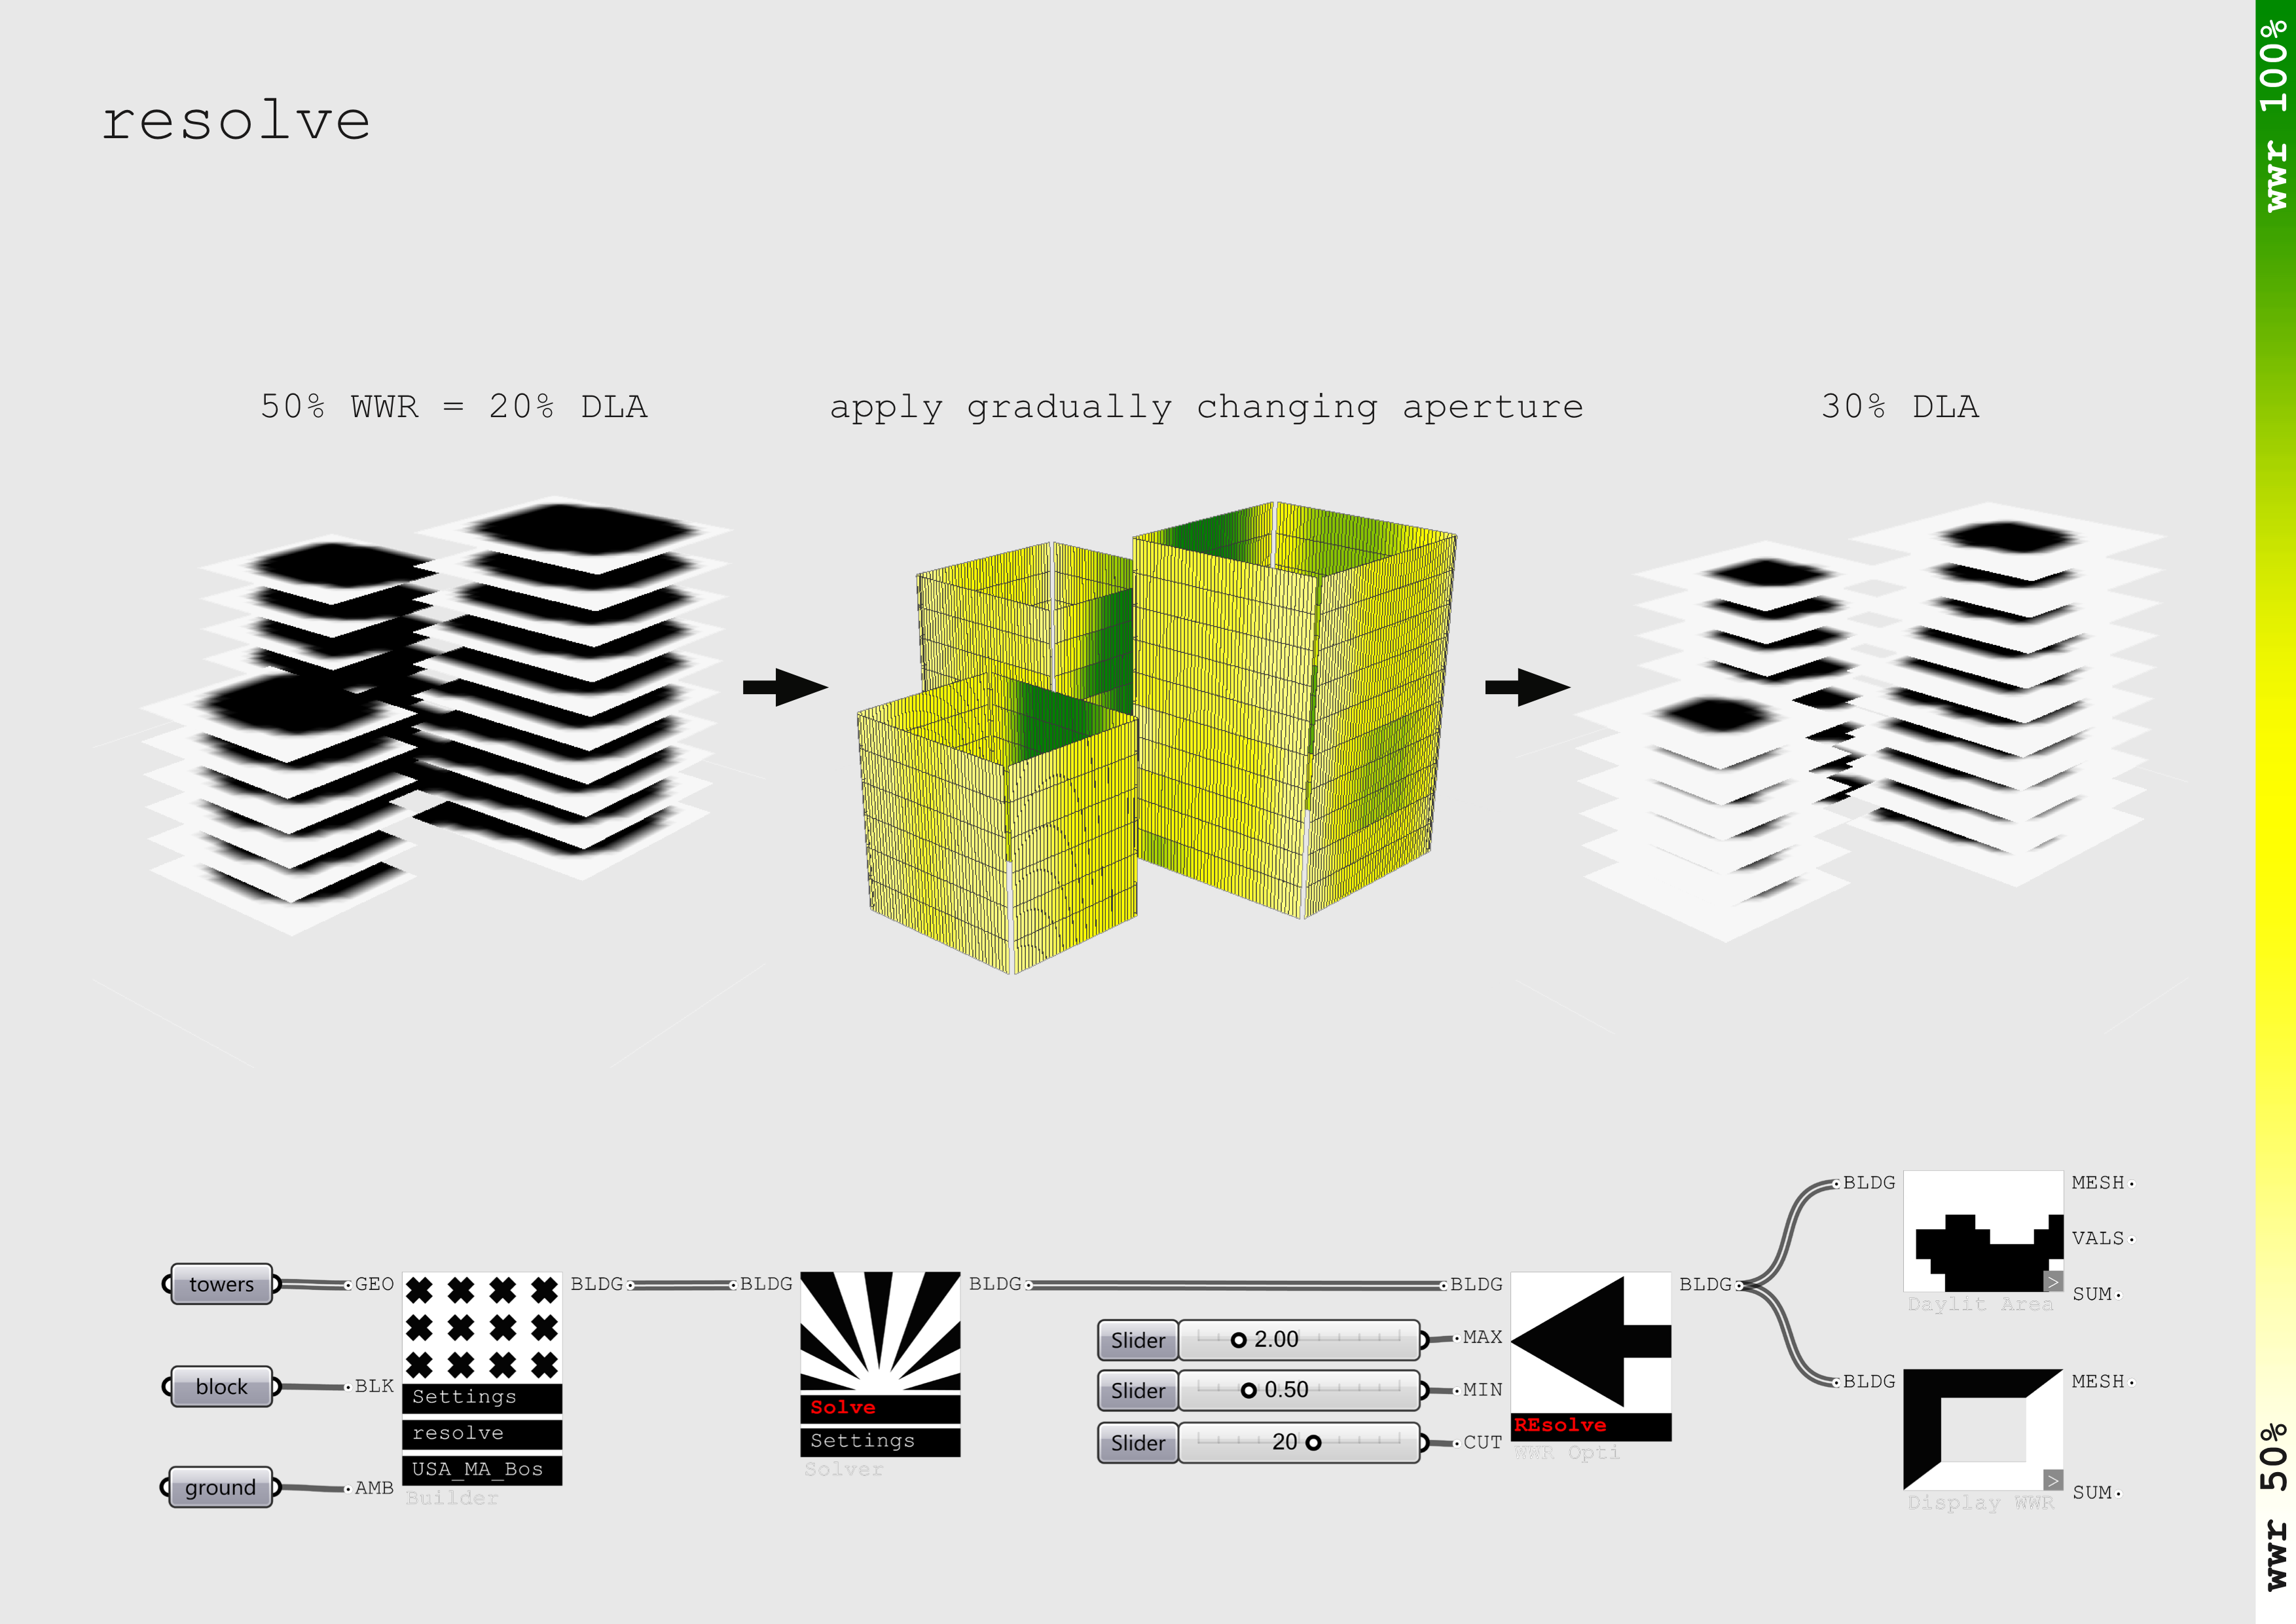 resolve
wwr 100%
50% WWR = 20% DLA
apply gradually changing aperture
30% DLA
towers
GEO
BLDG
block
BLK
ground
AMB
Settings
resolve
USA_MA_Bos
Builder
BLDG
BLDG
Solve
Settings
Solver
BLDG
Slider 2.00
MAX
Slider 0.50
MIN
Slider 20
CUT
REsolve
WWR Opti
BLDG
BLDG
MESH
VALS
SUM
>
Daylit Area
BLDG
MESH
SUM
>
Display WWR
wwr 50%